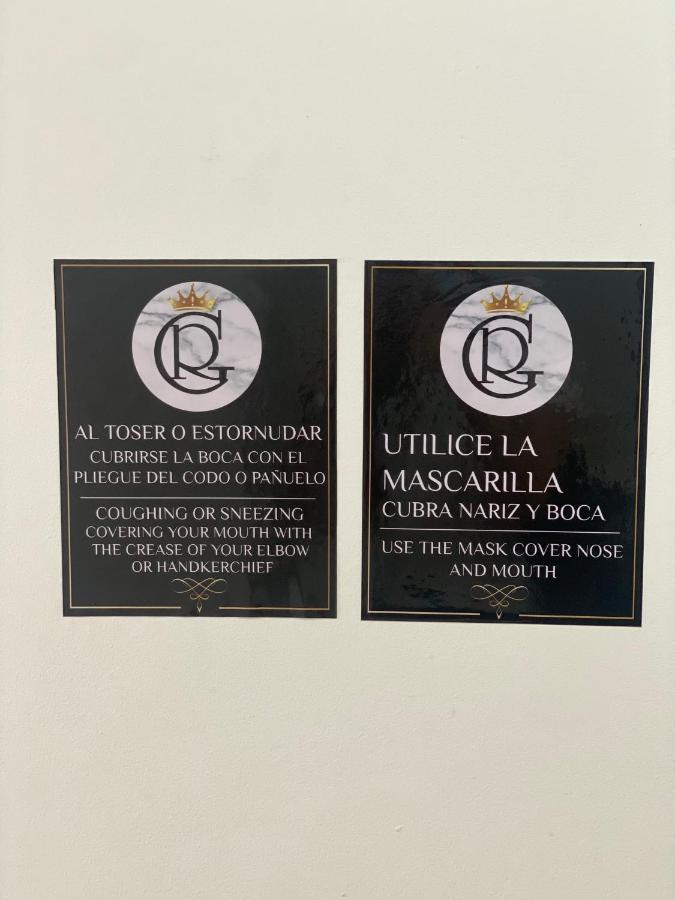 RG
AL TOSER O ESTORNUDAR
CUBRIRSE LA BOCA CON EL
PLIEGUE DEL CODO O PAÑUELO
COUGHING OR SNEEZING
COVERING YOUR MOUTH WITH
THE CREASE OF YOUR ELBOW
OR HANDKERCHIEF
RG
UTILICE LA
MASCARILLA
CUBRA NARIZ Y BOCA
USE THE MASK COVER NOSE
AND MOUTH